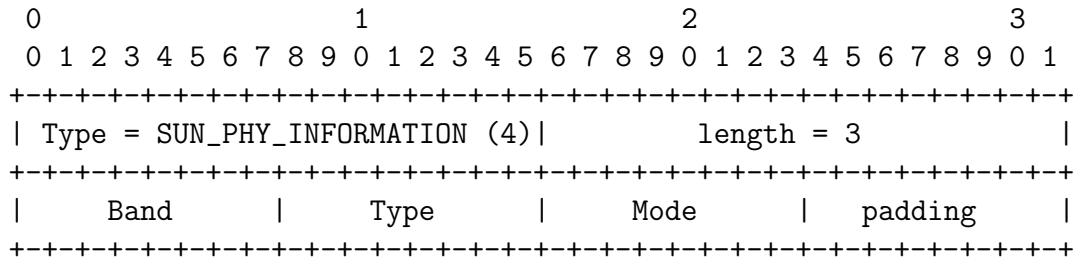 0                   1                   2                   3
 0 1 2 3 4 5 6 7 8 9 0 1 2 3 4 5 6 7 8 9 0 1 2 3 4 5 6 7 8 9 0 1
+-+-+-+-+-+-+-+-+-+-+-+-+-+-+-+-+-+-+-+-+-+-+-+-+-+-+-+-+-+-+-+-+
| Type = SUN_PHY_INFORMATION (4)|         length = 3            |
+-+-+-+-+-+-+-+-+-+-+-+-+-+-+-+-+-+-+-+-+-+-+-+-+-+-+-+-+-+-+-+-+
|     Band      |     Type      |     Mode      |   padding     |
+-+-+-+-+-+-+-+-+-+-+-+-+-+-+-+-+-+-+-+-+-+-+-+-+-+-+-+-+-+-+-+-+